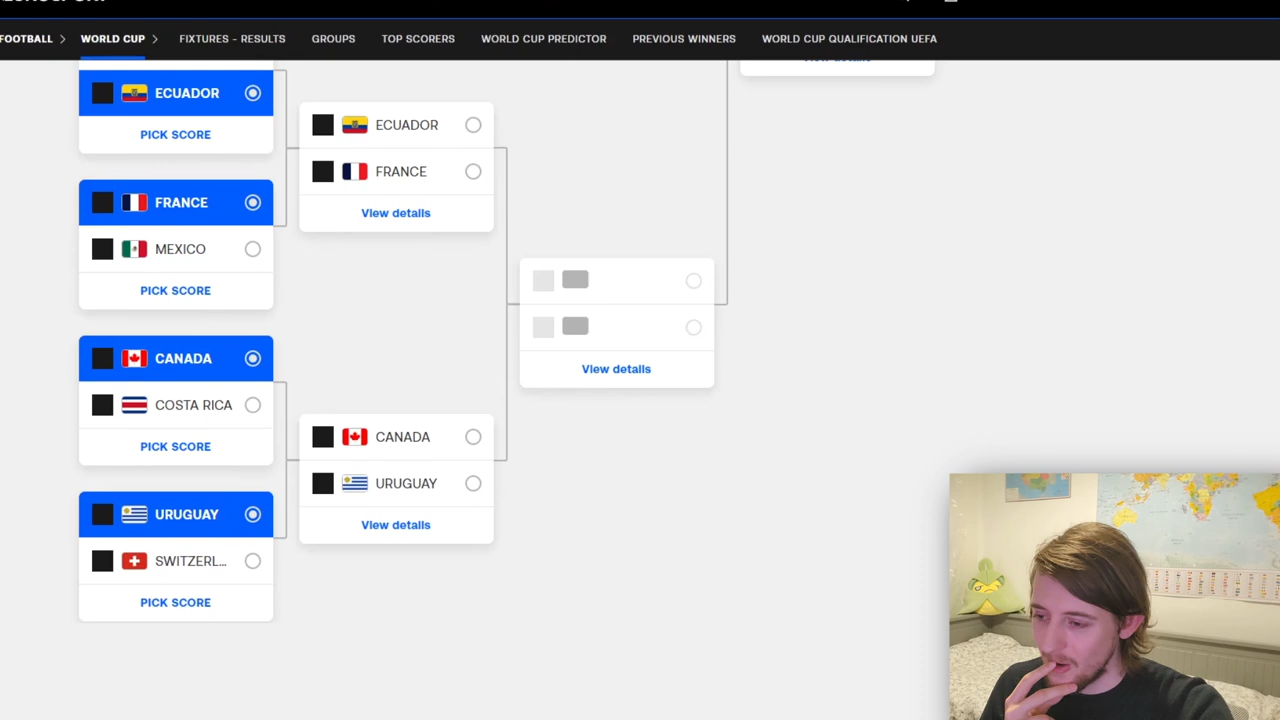 FOOTBALL
WORLD CUP
FIXTURES - RESULTS
GROUPS
TOP SCORERS
WORLD CUP PREDICTOR
PREVIOUS WINNERS
WORLD CUP QUALIFICATION UEFA
View details
ECUADOR
PICK SCORE
FRANCE
MEXICO
PICK SCORE
CANADA
COSTA RICA
PICK SCORE
URUGUAY
SWITZERL...
PICK SCORE
ECUADOR
FRANCE
View details
CANADA
URUGUAY
View details
View details